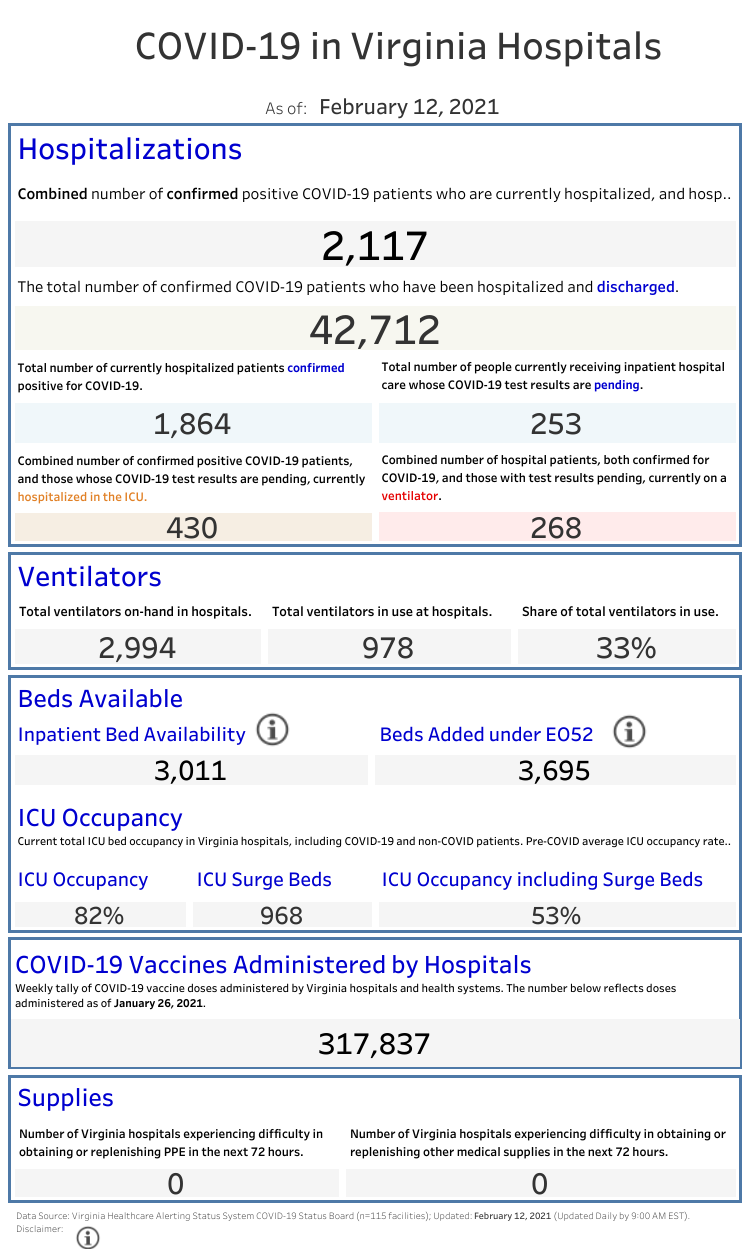 COVID-19 in Virginia Hospitals
As of: February 12, 2021
Hospitalizations
Combined number of confirmed positive COVID-19 patients who are currently hospitalized, and hosp..
2,117
The total number of confirmed COVID-19 patients who have been hospitalized and discharged.
42,712
Total number of currently hospitalized patients confirmed
positive for COVID-19.
Total number of people currently receiving inpatient hospital
care whose COVID-19 test results are pending.
1,864
253
Combined number of confirmed positive COVID-19 patients,
and those whose COVID-19 test results are pending, currently
hospitalized in the ICU.
Combined number of hospital patients, both confirmed for
COVID-19, and those with test results pending, currently on a
ventilator.
430
268
Ventilators
Total ventilators on-hand in hospitals.
Total ventilators in use at hospitals.
Share of total ventilators in use.
2,994
978
33%
Beds Available
Inpatient Bed Availability
Beds Added under EO52
3,011
3,695
ICU Occupancy
Current total ICU bed occupancy in Virginia hospitals, including COVID-19 and non-COVID patients. Pre-COVID average ICU occupancy rate..
ICU Occupancy
ICU Surge Beds
ICU Occupancy including Surge Beds
82%
968
53%
COVID-19 Vaccines Administered by Hospitals
Weekly tally of COVID-19 vaccine doses administered by Virginia hospitals and health systems. The number below reflects doses
administered as of January 26, 2021.
317,837
Supplies
Number of Virginia hospitals experiencing difficulty in
obtaining or replenishing PPE in the next 72 hours.
Number of Virginia hospitals experiencing difficulty in obtaining or
replenishing other medical supplies in the next 72 hours.
0
0
Data Source: Virginia Healthcare Alerting Status System COVID-19 Status Board (n=115 facilities); Updated: February 12, 2021 (Updated Daily by 9:00 AM EST).
Disclaimer: